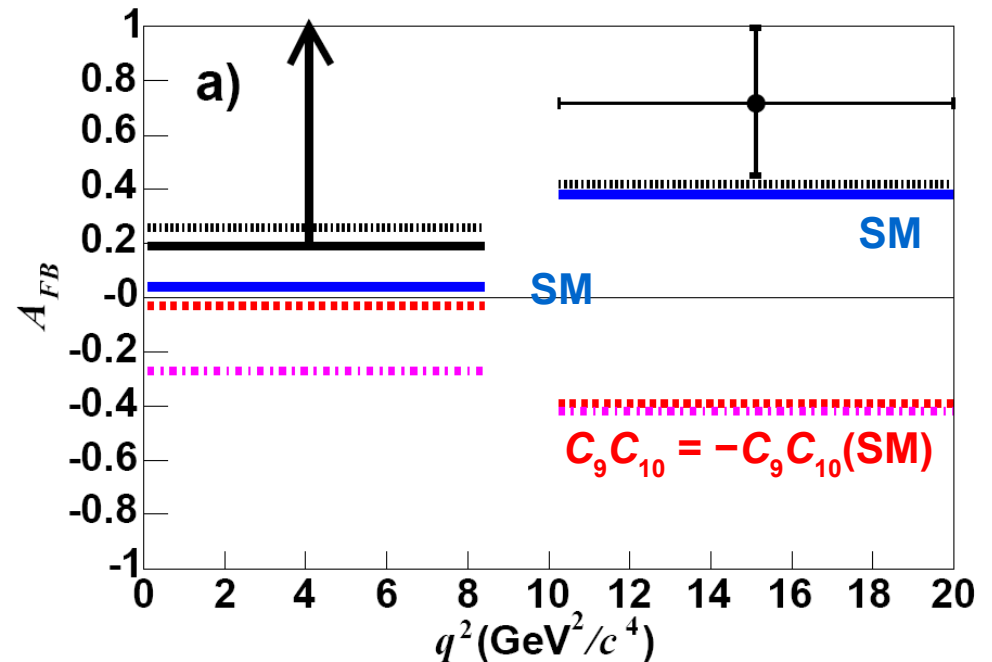 1
0.8
0.6
0.4
0.2
-0
-0.2
-0.4
-0.6
-0.8
-1
A_FB
a)
SM
SM
C₉C₁₀ = −C₉C₁₀(SM)
0 2 4 6 8 10 12 14 16 18 20
q²(GeV²/c⁴)